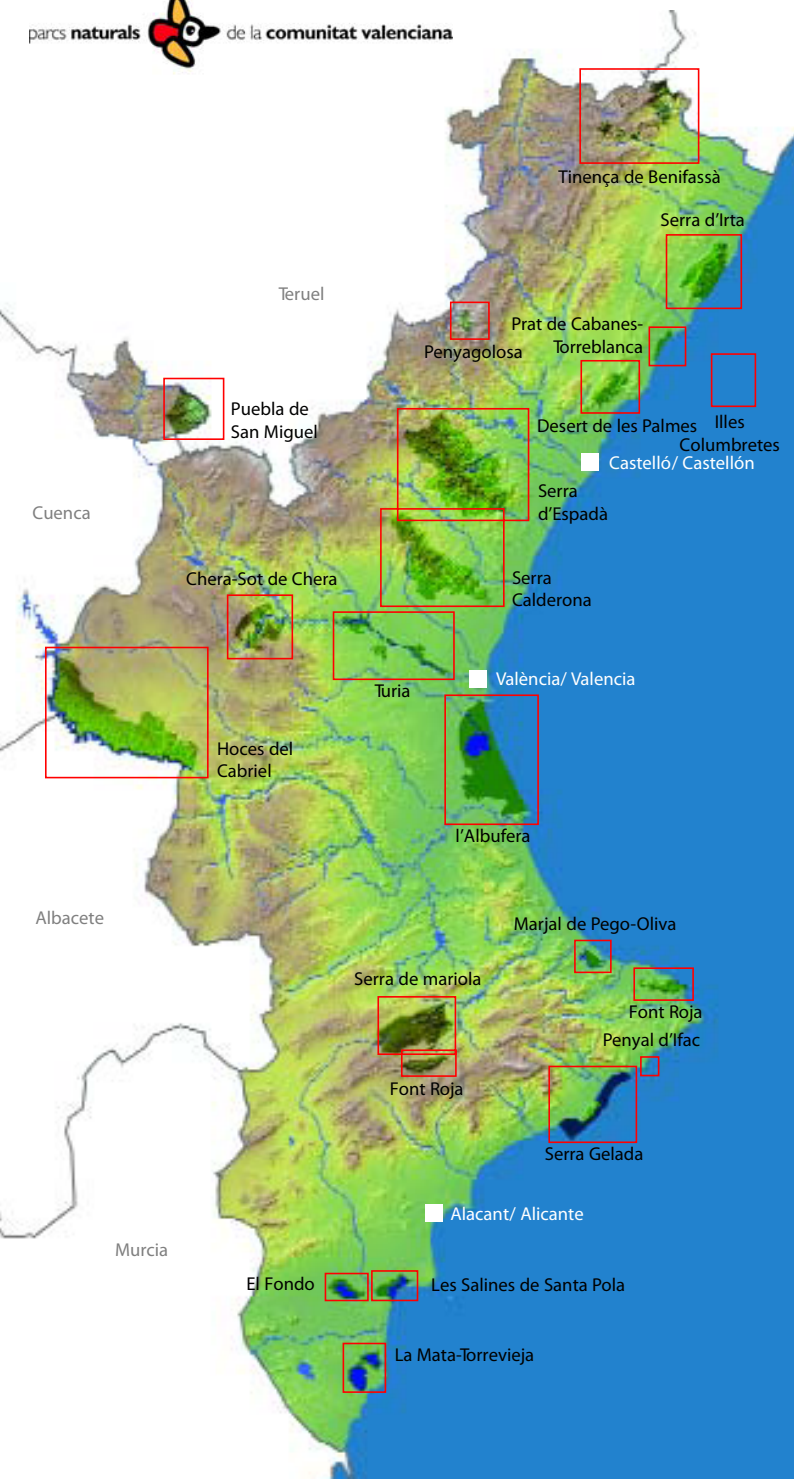 parcs naturals de la comunitat valenciana
Tinença de Benifassà
Serra d'Irta
Teruel
Prat de Cabanes-
Torreblanca
Penyagolosa
Puebla de
San Miguel
Desert de les Palmes
Illes
Columbretes
Castelló/ Castellón
Serra
d'Espadà
Cuenca
Chera-Sot de Chera
Serra
Calderona
València/ Valencia
Turia
Hoces del
Cabriel
l'Albufera
Albacete
Marjal de Pego-Oliva
Serra de mariola
Font Roja
Penyal d'Ifac
Font Roja
Serra Gelada
Alacant/ Alicante
Murcia
El Fondo
Les Salines de Santa Pola
La Mata-Torrevieja